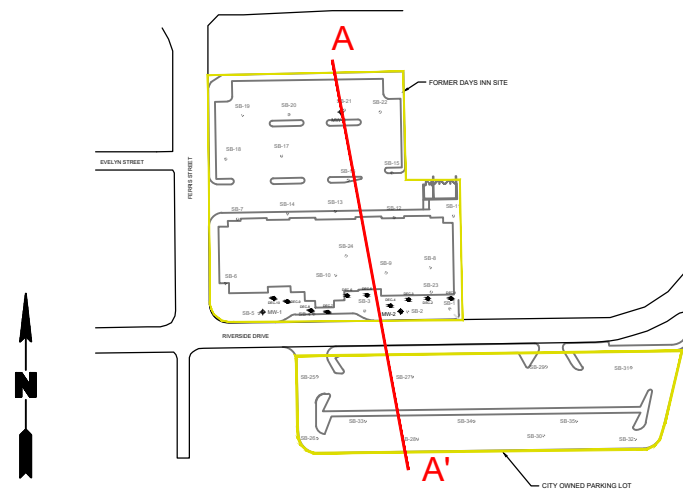 A
FORMER DAYS INN SITE
SB-19
SB-20
SB-21
SB-22
EVELYN STREET
FERRIS STREET
SB-18
SB-17
SB-15
SB-7
SB-14
SB-13
SB-12
SB-11
SB-24
SB-6
SB-10
SB-9
SB-8
SB-23
SB-5
MW-1
SB-3
MW-2
SB-2
SB-1
RIVERSIDE DRIVE
SB-25
SB-27
SB-29
SB-31
N
SB-33
SB-34
SB-35
SB-26
SB-28
SB-30
SB-32
A'
CITY OWNED PARKING LOT